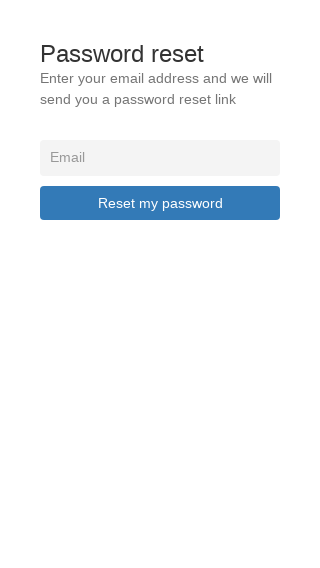 Password reset
Enter your email address and we will
send you a password reset link
Email
Reset my password